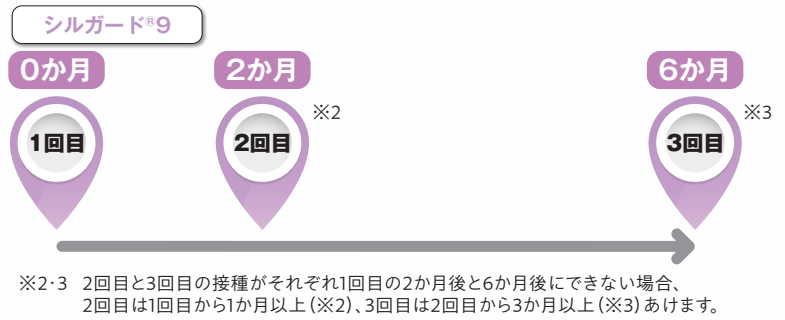 シルガード®9
0か月 2か月 6か月
1回目 2回目 ※2 3回目 ※3
※2・3 2回目と3回目の接種がそれぞれ1回目の2か月後と6か月後にできない場合、
2回目は1回目から1か月以上(※2)、3回目は2回目から3か月以上(※3)あけます。